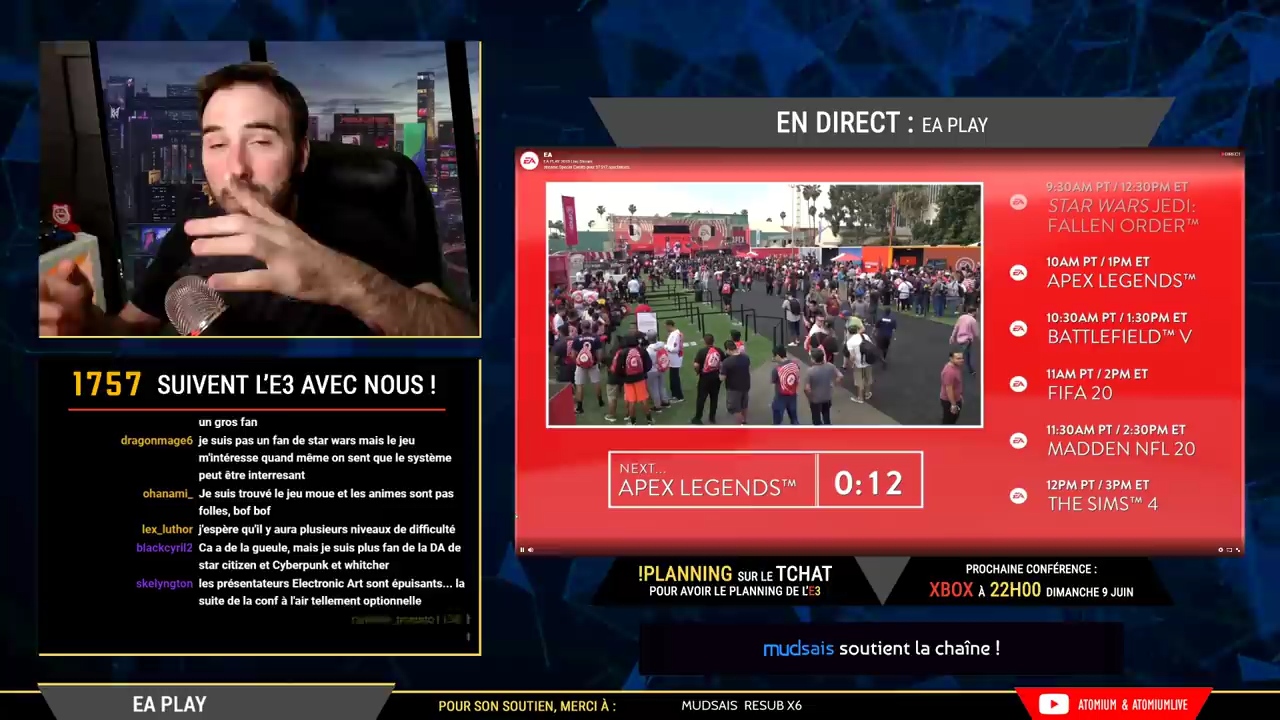 EN DIRECT : EA PLAY
EA
9:30AM PT / 12:30PM ET
STAR WARS JEDI:
FALLEN ORDER™
10AM PT / 1PM ET
APEX LEGENDS™
10:30AM PT / 1:30PM ET
BATTLEFIELD™ V
11AM PT / 2PM ET
FIFA 20
11:30AM PT / 2:30PM ET
MADDEN NFL 20
12PM PT / 3PM ET
THE SIMS™ 4
NEXT...
APEX LEGENDS™
0:12
1757 SUIVENT L'E3 AVEC NOUS !
un gros fan
dragonmage6 je suis pas un fan de star wars mais le jeu
m'intéresse quand même on sent que le système
peut être interresant
ohanami_ Je suis trouvé le jeu moue et les animes sont pas
folles, bof bof
lex_luthor j'espère qu'il y aura plusieurs niveaux de difficulté
blackcyril2 Ca a de la gueule, mais je suis plus fan de la DA de
star citizen et Cyberpunk et whitcher
skelyngton les présentateurs Electronic Art sont épuisants... la
suite de la conf à l'air tellement optionnelle
!PLANNING SUR LE TCHAT
POUR AVOIR LE PLANNING DE L'E3
PROCHAINE CONFÉRENCE :
XBOX À 22H00 DIMANCHE 9 JUIN
mudsais soutient la chaîne !
EA PLAY
POUR SON SOUTIEN, MERCI À :
MUDSAIS RESUB X6
ATOMIUM & ATOMIUMLIVE